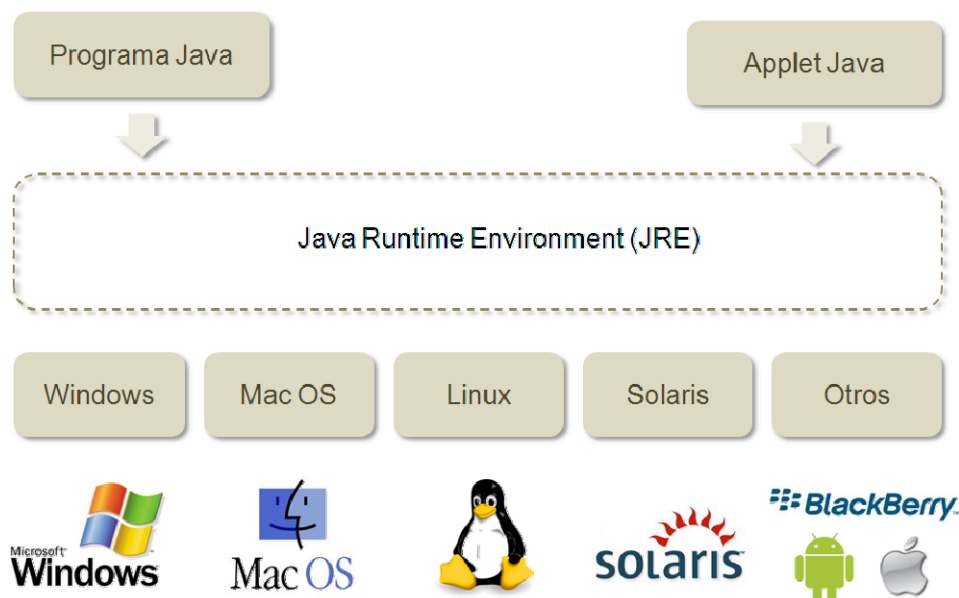 Programa Java
Applet Java
Java Runtime Environment (JRE)
Windows
Mac OS
Linux
Solaris
Otros
Microsoft
Windows
Mac OS
solaris
BlackBerry